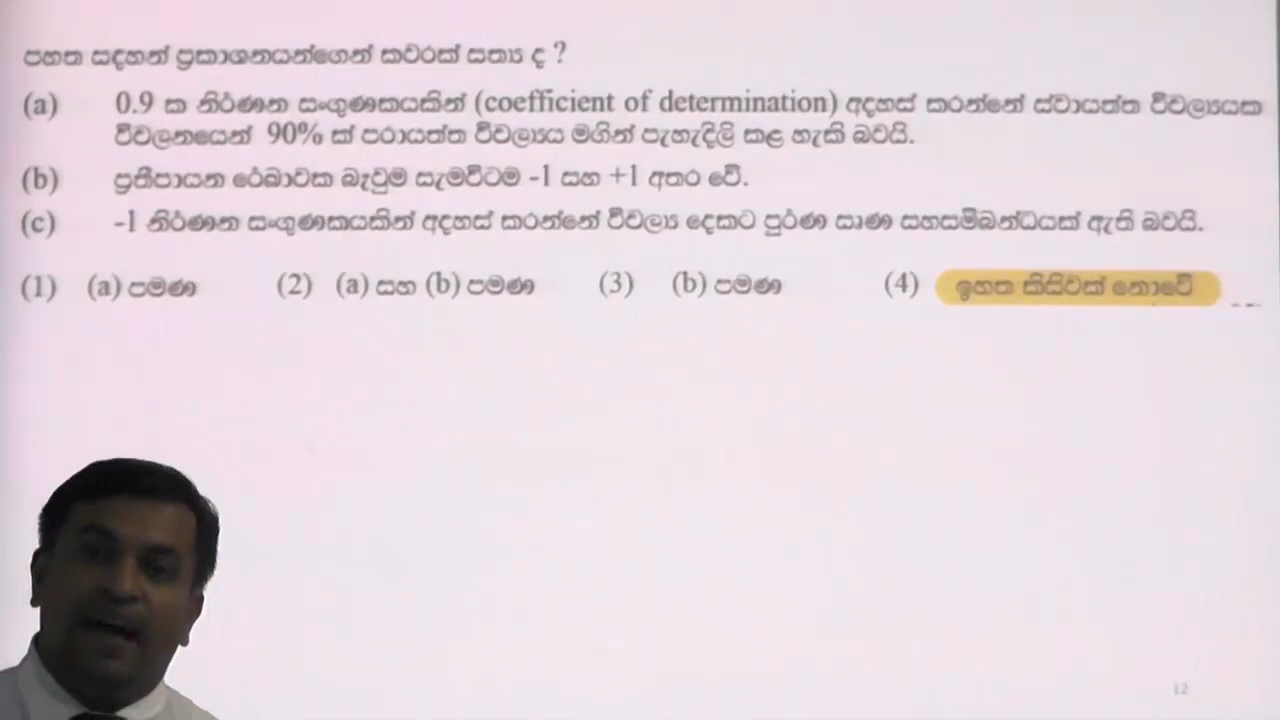 පහත සඳහන් ප්‍රකාශනයන්ගෙන් කවරක් සත්‍ය ද ?
(a) 0.9 ක නිර්ණන සංගුණකයකින් (coefficient of determination) අදහස් කරන්නේ ස්වායත්ත විචල්‍යයක
විචලනයෙන් 90% ක් පරායත්ත විචල්‍යය මගින් පැහැදිලි කළ හැකි බවයි.
(b) ප්‍රතීපායන රේඛාවක බැවුම සැමවිටම -1 සහ +1 අතර වේ.
(c) -1 නිර්ණන සංගුණකයකින් අදහස් කරන්නේ විචල්‍ය දෙකට පූර්ණ සෘණ සහසම්බන්ධයක් ඇති බවයි.
(1) (a) පමණ (2) (a) සහ (b) පමණ (3) (b) පමණ (4) ඉහත කිසිවක් නොවේ
12